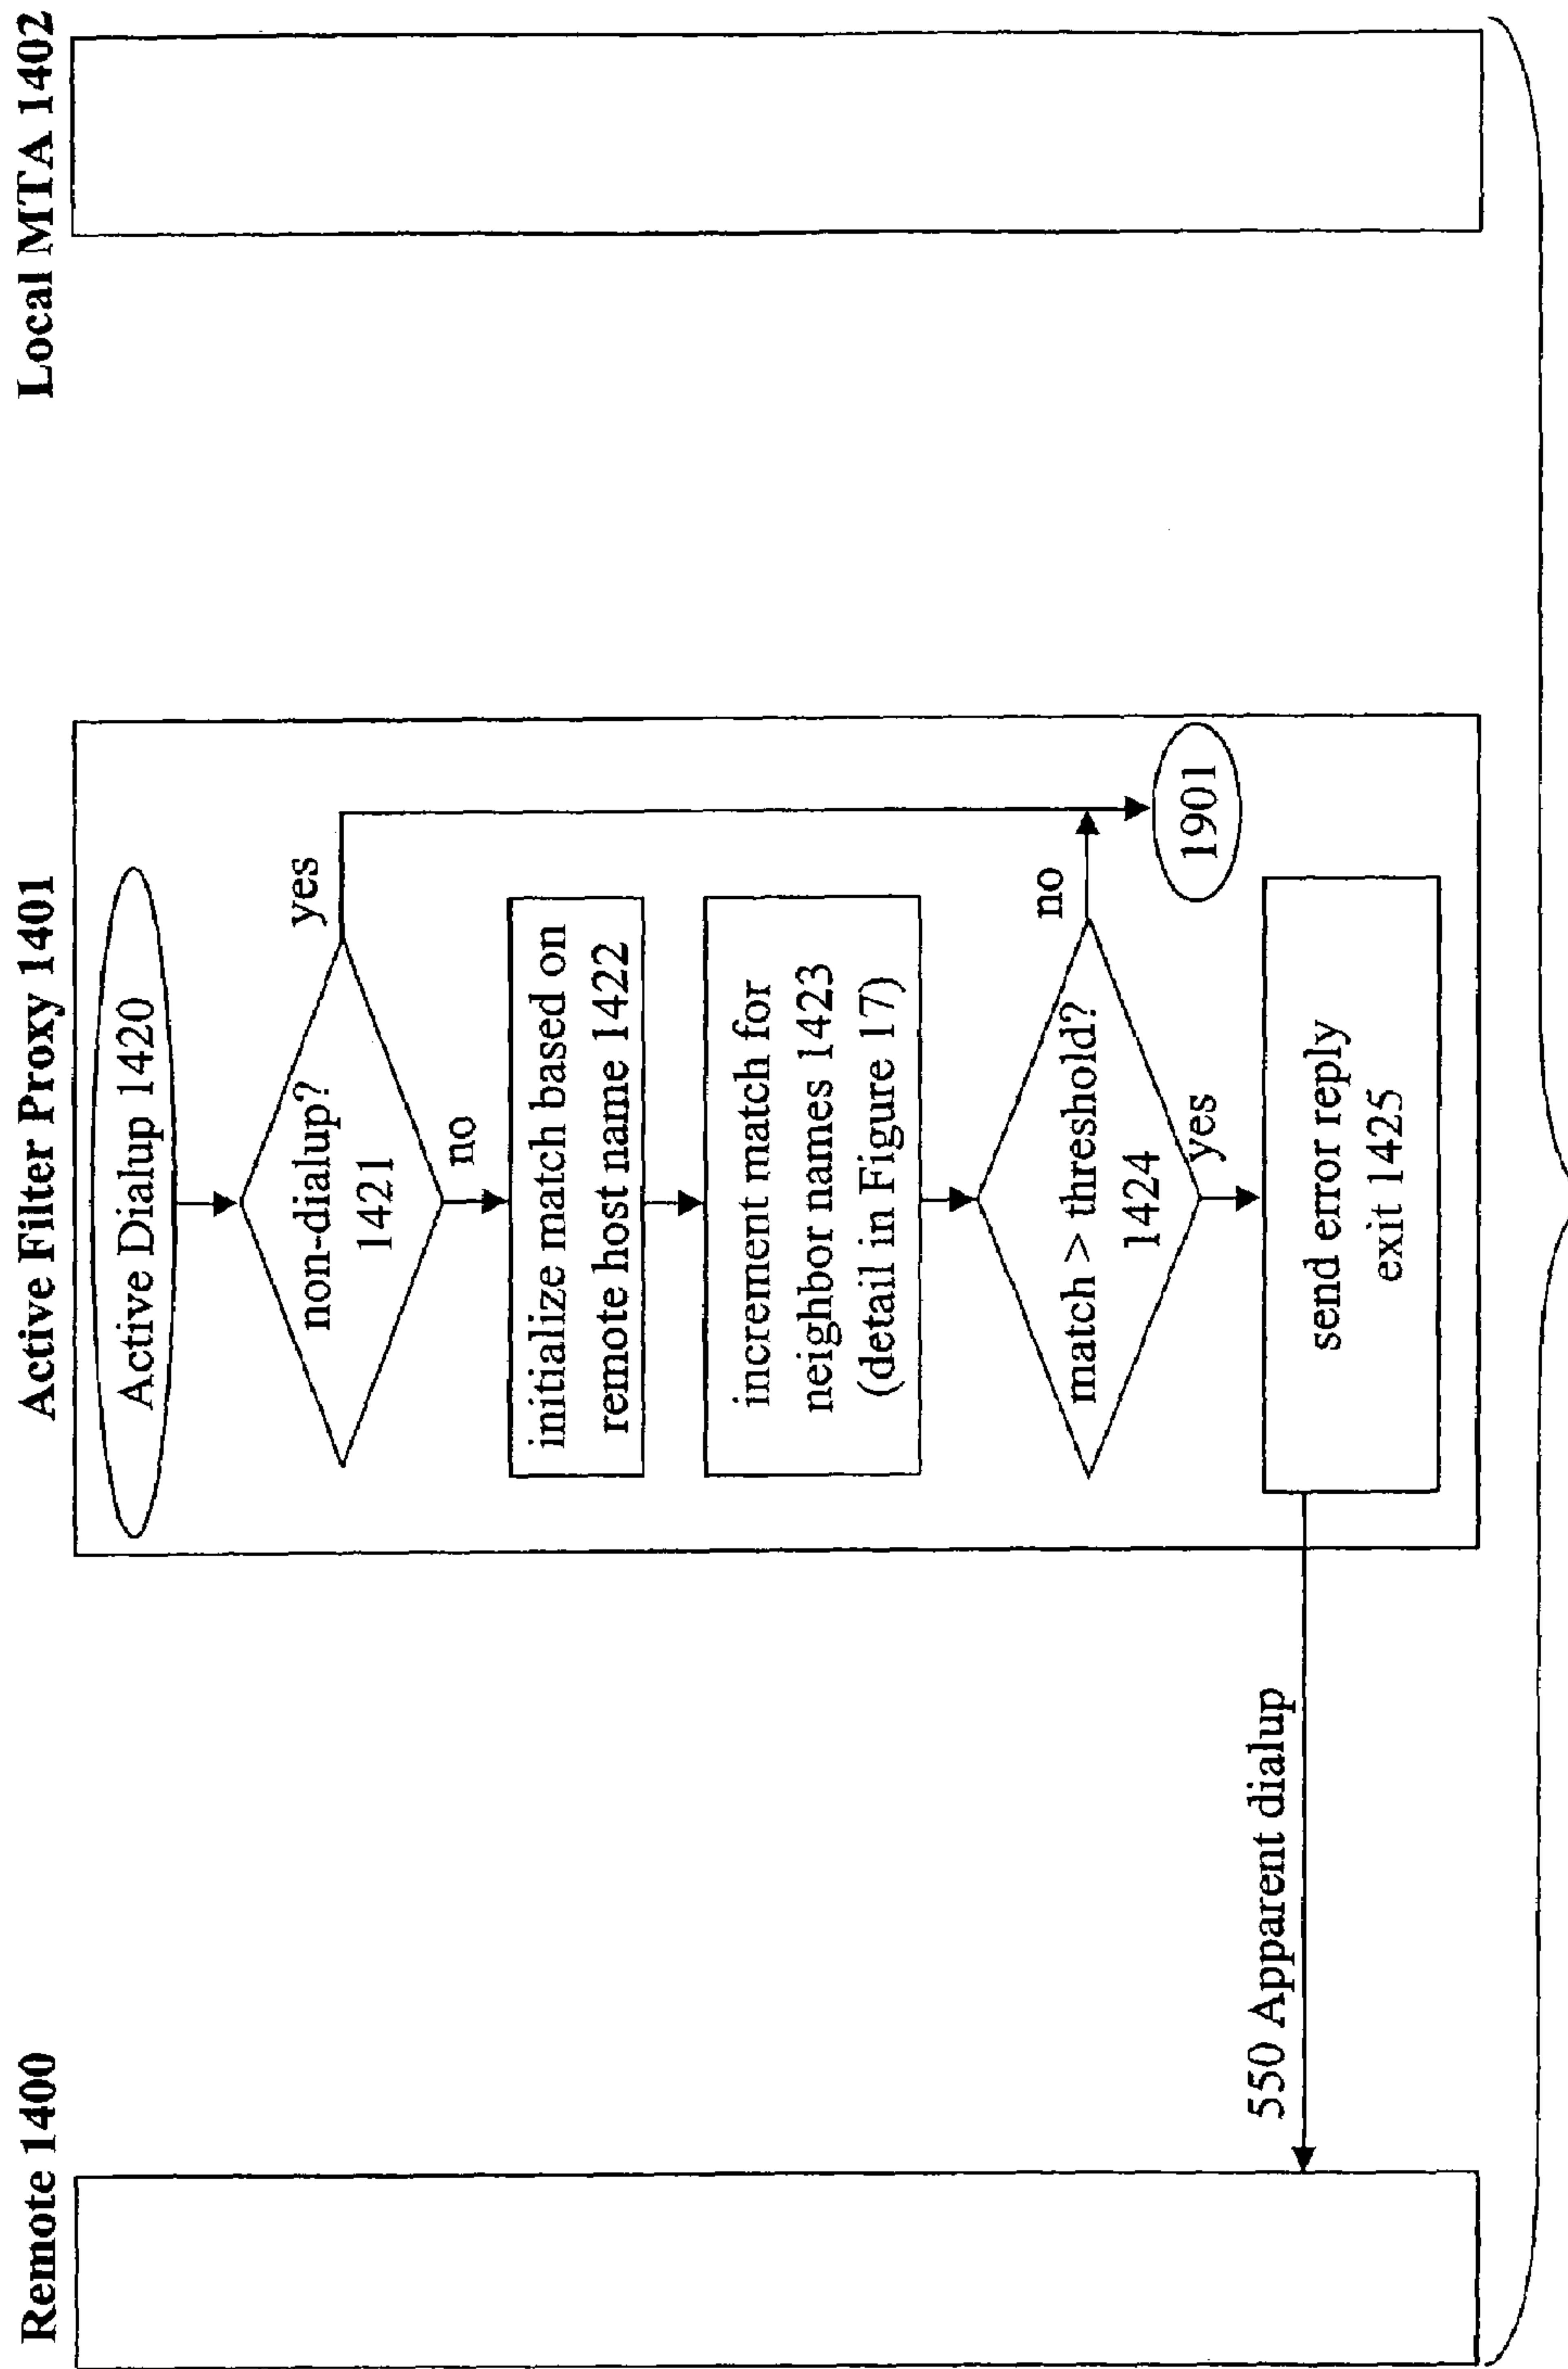 Remote 1400
Active Filter Proxy 1401
Local MTA 1402
Active Dialup 1420
non-dialup?
1421
yes
no
initialize match based on
remote host name 1422
increment match for
neighbor names 1423
(detail in Figure 17)
match > threshold?
1424
no
yes
1901
send error reply
exit 1425
550 Apparent dialup